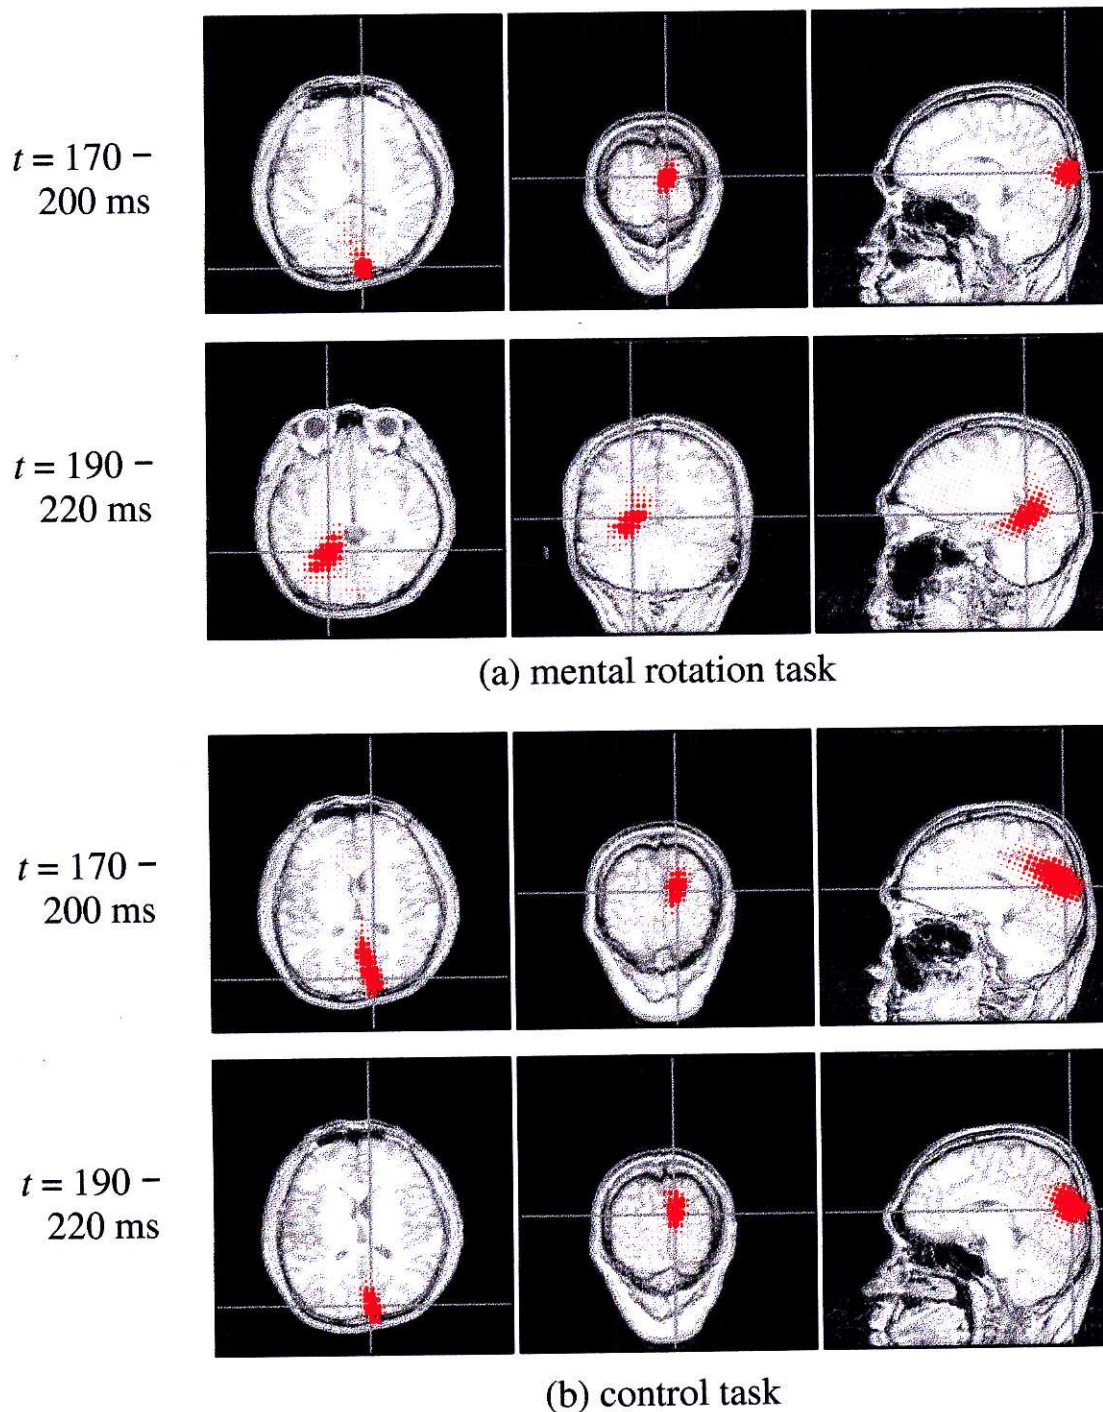 t = 170 –
200 ms
t = 190 –
220 ms
(a) mental rotation task
t = 170 –
200 ms
t = 190 –
220 ms
(b) control task